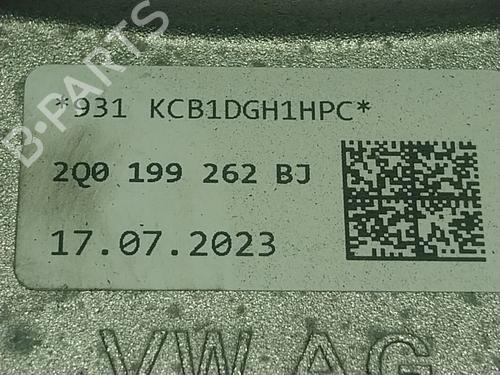 B-PARTS
*931 KCB1DGH1HPC*
2Q0 199 262 BJ
17.07.2023
VW AG